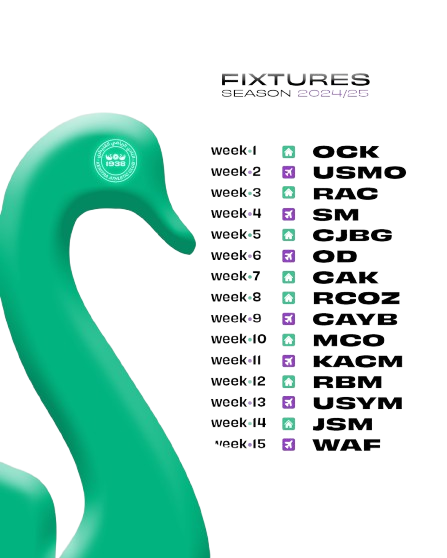 FIXTURES
SEASON 2024/25
1938
week•1 OCK
week•2 USMO
week•3 RAC
week•4 SM
week•5 CJBG
week•6 OD
week•7 CAK
week•8 RCOZ
week•9 CAYB
week•10 MCO
week•11 KACM
week•12 RBM
week•13 USYM
week•14 JSM
week•15 WAF